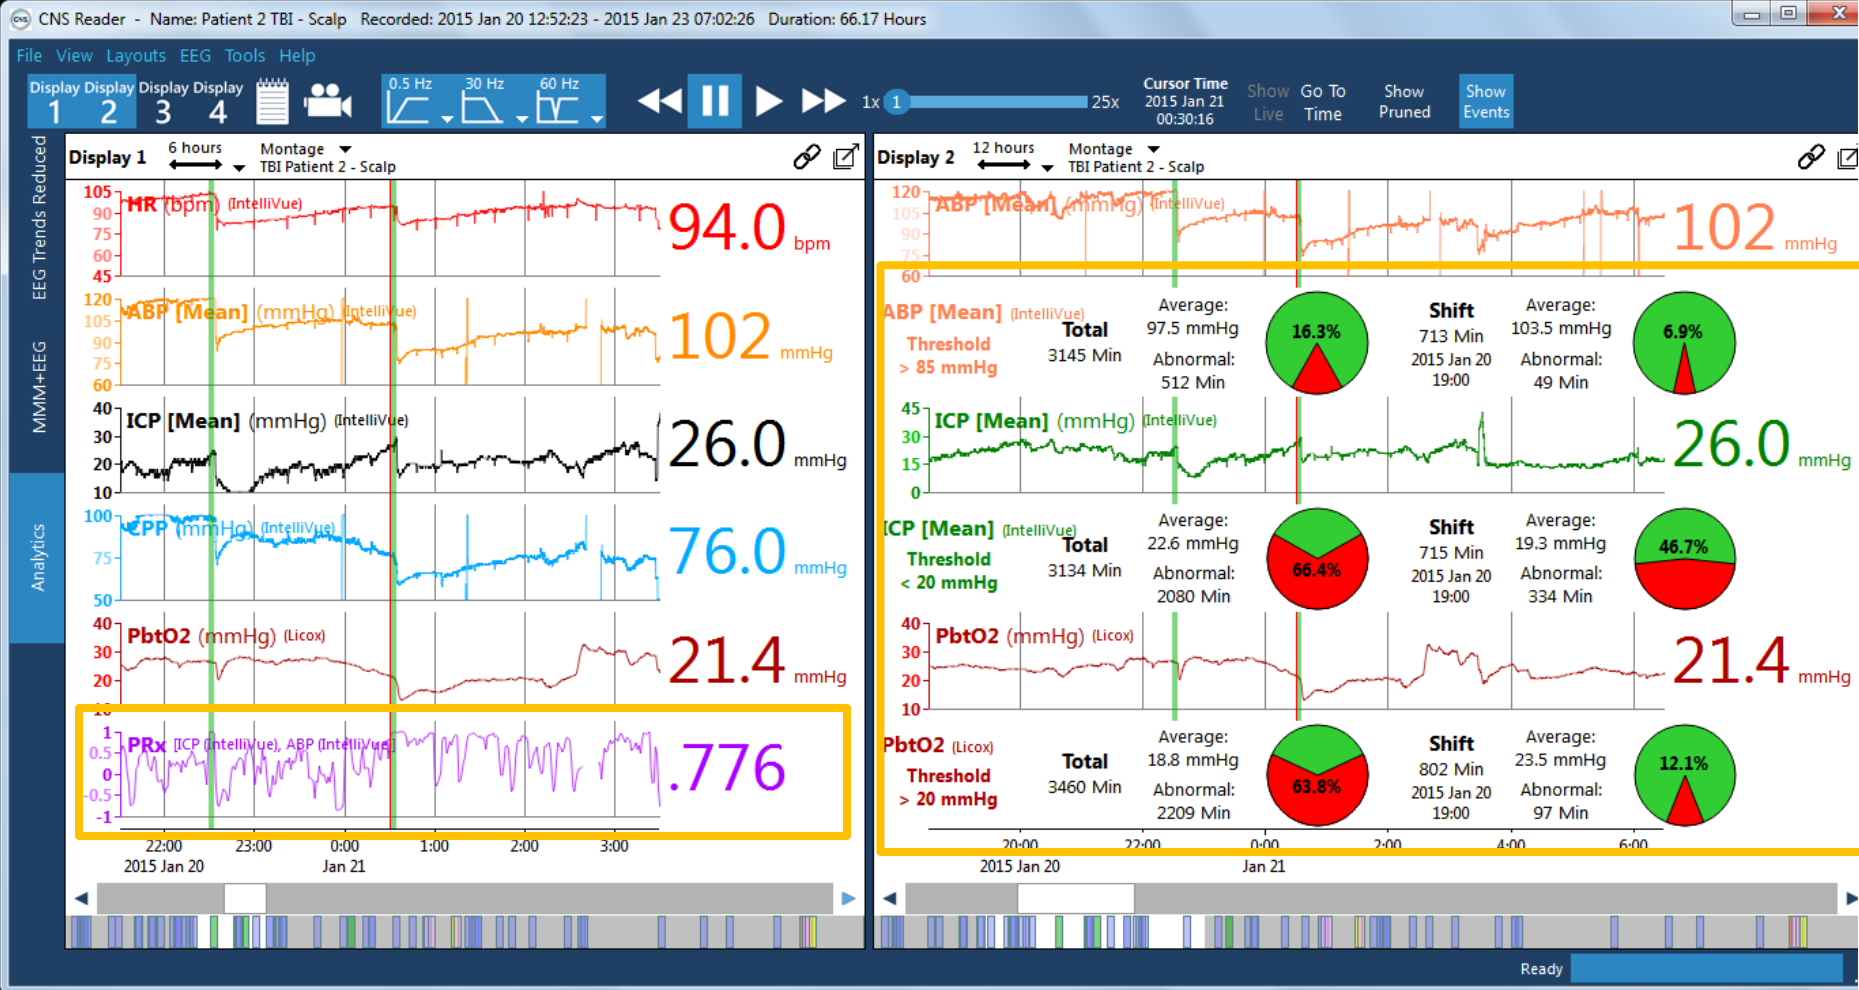 CNS Reader - Name: Patient 2 TBI - Scalp Recorded: 2015 Jan 20 12:52:23 - 2015 Jan 23 07:02:26 Duration: 66.17 Hours
File View Layouts EEG Tools Help
Display 1 Display 2 Display 3 Display 4
0.5 Hz 30 Hz 60 Hz
1x 1 25x
Cursor Time
2015 Jan 21
00:30:16
Show Live
Go To Time
Show Pruned
Show Events
EEG Trends Reduced
MMM+EEG
Analytics
Display 1 6 hours Montage
TBI Patient 2 - Scalp
105
90
75
60
45
HR (bpm) (IntelliVue)
94.0 bpm
120
105
90
75
60
ABP [Mean] (mmHg) (IntelliVue)
102 mmHg
40
30
20
10
ICP [Mean] (mmHg) (IntelliVue)
26.0 mmHg
100
75
50
CPP (mmHg) (IntelliVue)
76.0 mmHg
40
30
20
10
PbtO2 (mmHg) (Licox)
21.4 mmHg
1
0.5
0
-0.5
-1
PRx [ICP (IntelliVue), ABP (IntelliVue)]
.776
22:00 23:00 0:00 1:00 2:00 3:00
2015 Jan 20 Jan 21
Display 2 12 hours Montage
TBI Patient 2 - Scalp
120
105
90
75
60
ABP [Mean] (mmHg) (IntelliVue)
102 mmHg
ABP [Mean] (IntelliVue)
Threshold
> 85 mmHg
Total
3145 Min
Average:
97.5 mmHg
Abnormal:
512 Min
16.3%
Shift
713 Min
2015 Jan 20
19:00
Average:
103.5 mmHg
Abnormal:
49 Min
6.9%
45
30
15
0
ICP [Mean] (mmHg) (IntelliVue)
26.0 mmHg
ICP [Mean] (IntelliVue)
Threshold
< 20 mmHg
Total
3134 Min
Average:
22.6 mmHg
Abnormal:
2080 Min
66.4%
Shift
715 Min
2015 Jan 20
19:00
Average:
19.3 mmHg
Abnormal:
334 Min
46.7%
40
30
20
10
PbtO2 (mmHg) (Licox)
21.4 mmHg
PbtO2 (Licox)
Threshold
> 20 mmHg
Total
3460 Min
Average:
18.8 mmHg
Abnormal:
2209 Min
63.8%
Shift
802 Min
2015 Jan 20
19:00
Average:
23.5 mmHg
Abnormal:
97 Min
12.1%
20:00 22:00 0:00 2:00 4:00 6:00
2015 Jan 20 Jan 21
Ready